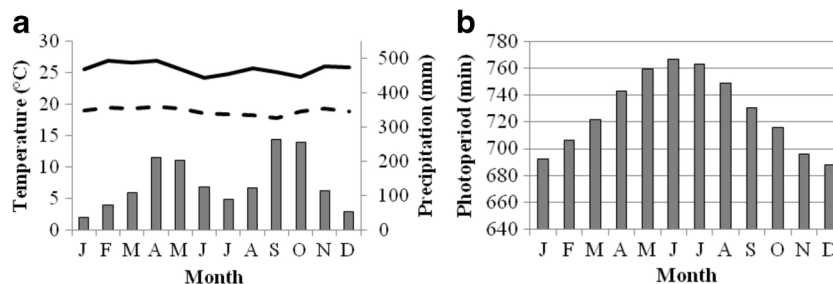 a
30
25
20
15
10
5
0
Temperature (°C)
500
400
300
200
100
0
Precipitation (mm)
J F M A M J J A S O N D
Month
b
780
760
740
720
700
680
660
640
Photoperiod (min)
J F M A M J J A S O N D
Month